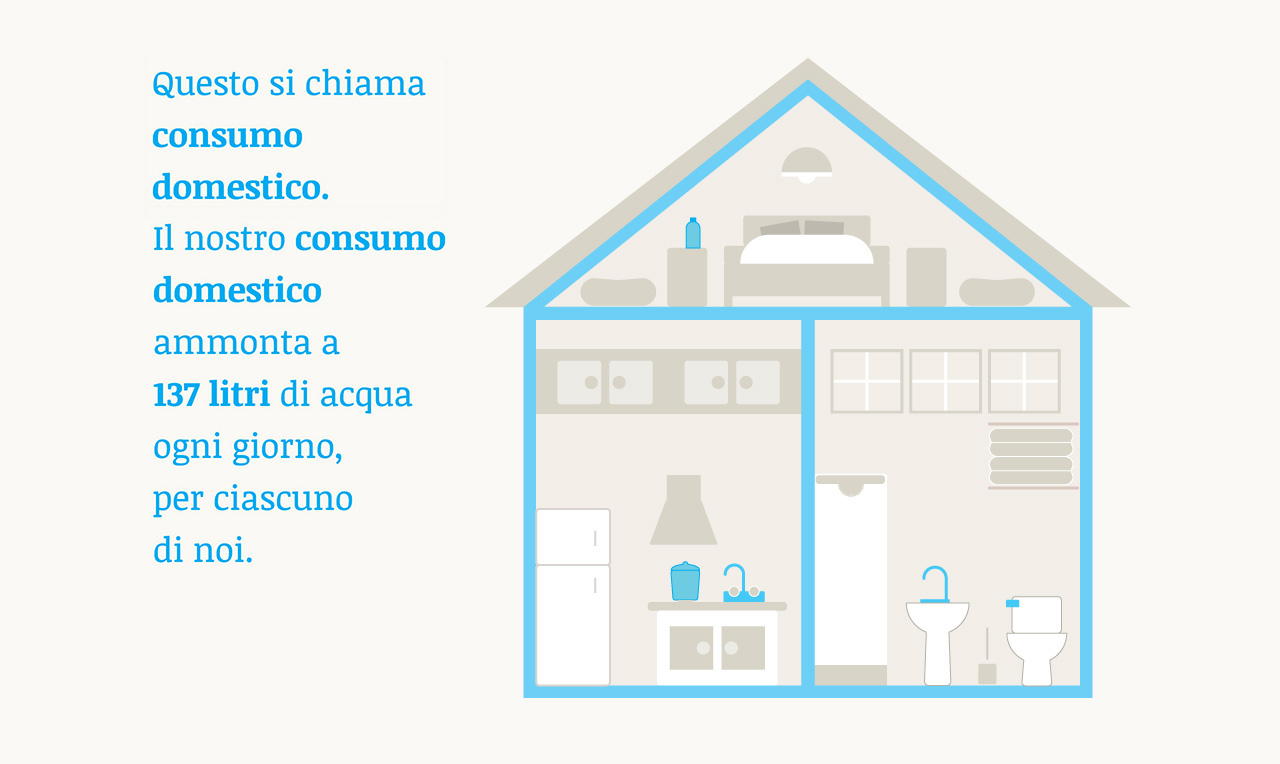 Questo si chiama
consumo
domestico.
Il nostro consumo
domestico
ammonta a
137 litri di acqua
ogni giorno,
per ciascuno
di noi.